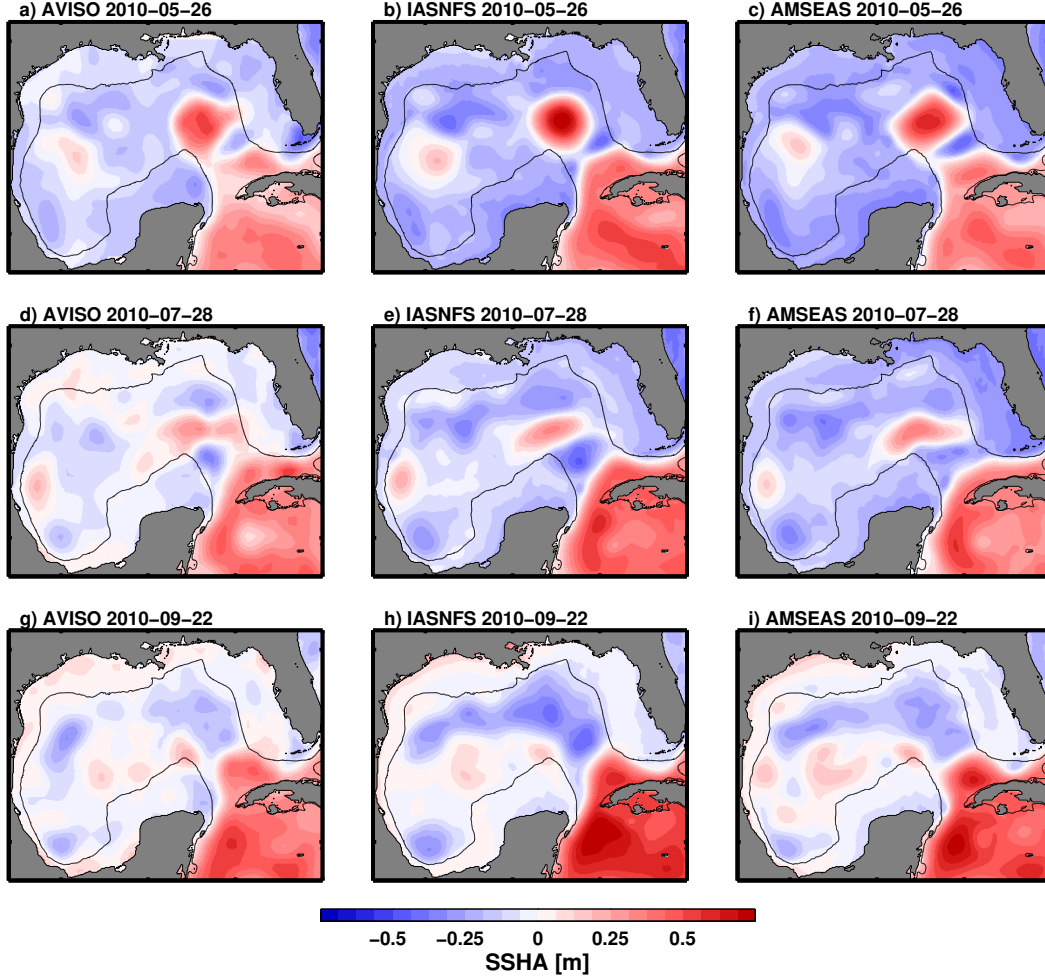 a) AVISO 2010−05−26
b) IASNFS 2010−05−26
c) AMSEAS 2010−05−26
d) AVISO 2010−07−28
e) IASNFS 2010−07−28
f) AMSEAS 2010−07−28
g) AVISO 2010−09−22
h) IASNFS 2010−09−22
i) AMSEAS 2010−09−22
−0.5 −0.25 0 0.25 0.5
SSHA [m]